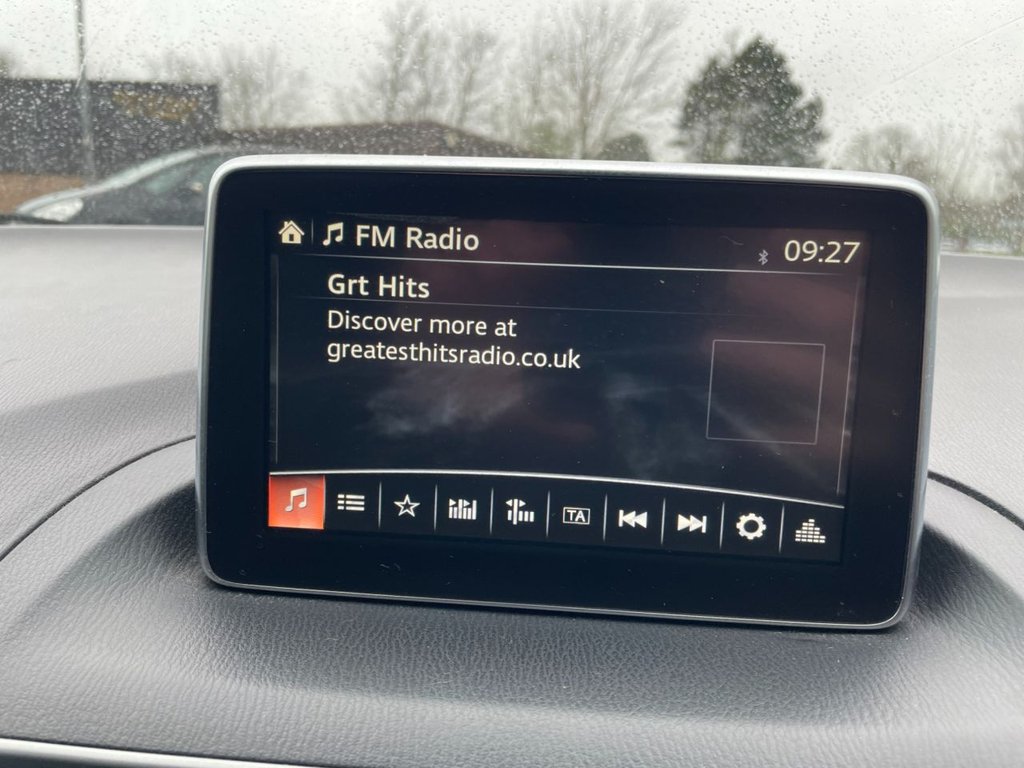 FM Radio
09:27
Grt Hits
Discover more at
greatesthitsradio.co.uk
TA